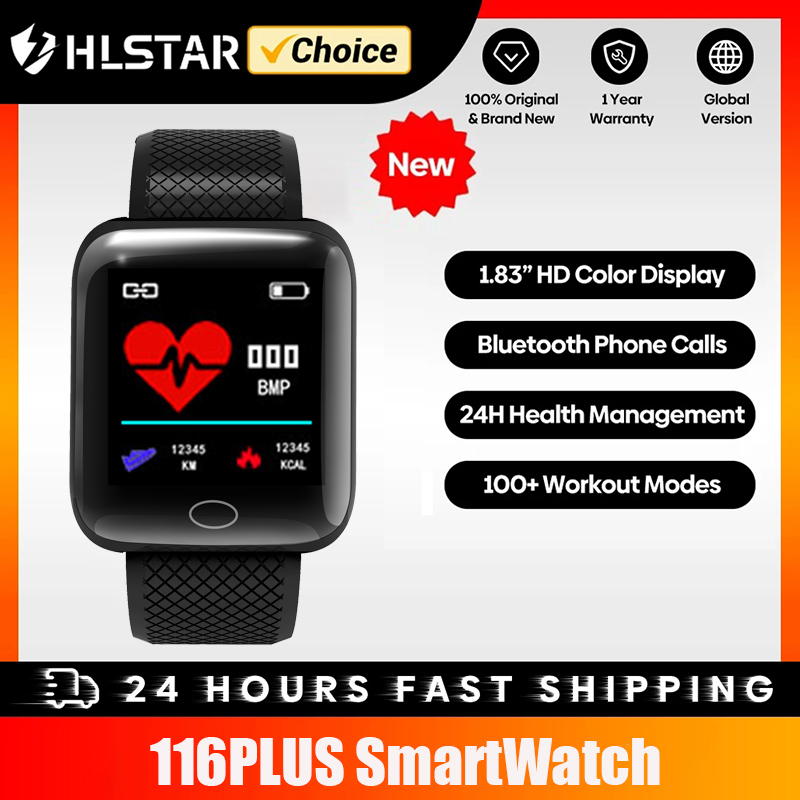 HLSTAR
Choice
100% Original
& Brand New
1 Year
Warranty
Global
Version
New
000
BMP
12345
KM
12345
KCAL
1.83” HD Color Display
Bluetooth Phone Calls
24H Health Management
100+ Workout Modes
24 HOURS FAST SHIPPING
116PLUS SmartWatch